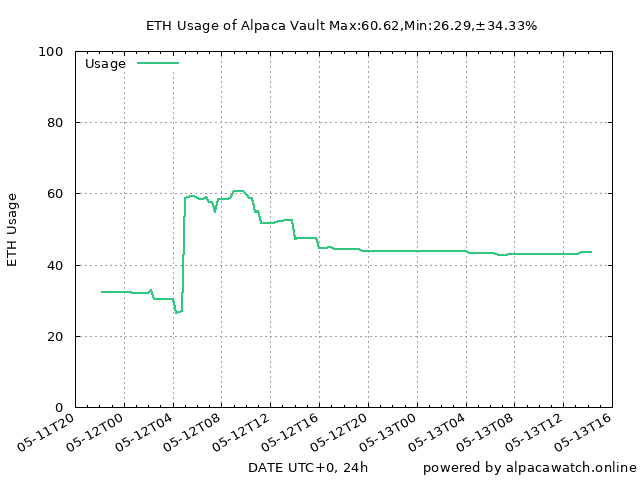 ETH Usage of Alpaca Vault Max:60.62,Min:26.29,±34.33%
Usage
100
80
60
40
20
0
ETH Usage
05-11T20
05-12T00
05-12T04
05-12T08
05-12T12
05-12T16
05-12T20
05-13T00
05-13T04
05-13T08
05-13T12
05-13T16
DATE UTC+0, 24h
powered by alpacawatch.online